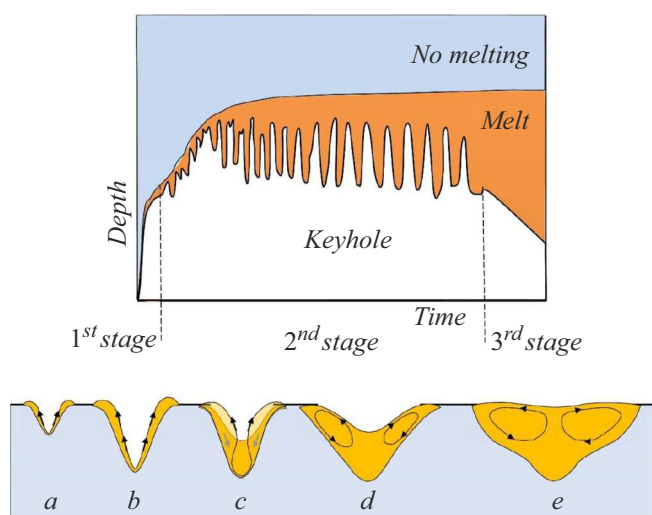 No melting
Melt
Depth
Keyhole
Time
1st stage 2nd stage 3rd stage
a b c d e